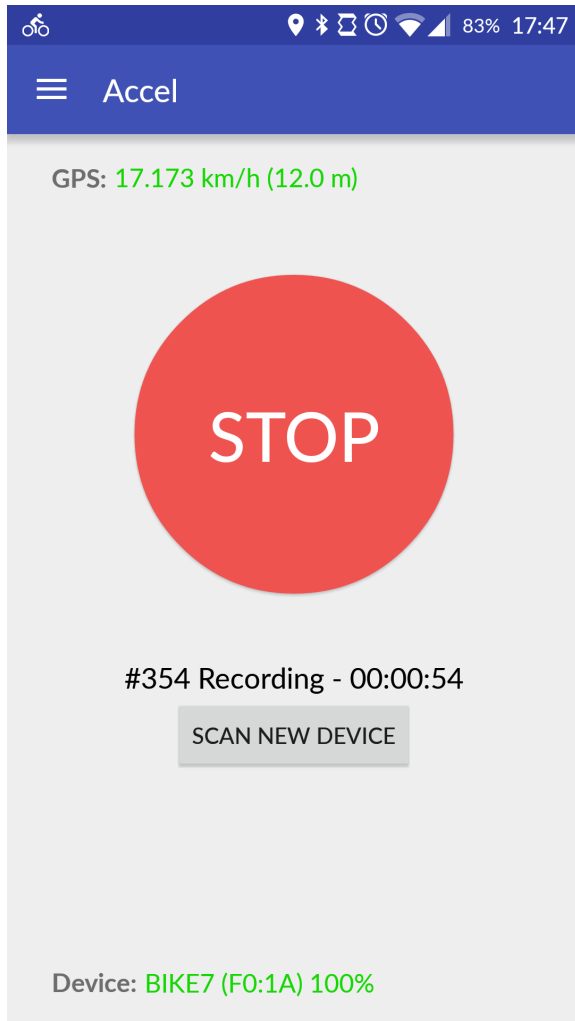 83% 17:47
Accel
GPS: 17.173 km/h (12.0 m)
STOP
#354 Recording - 00:00:54
SCAN NEW DEVICE
Device: BIKE7 (F0:1A) 100%